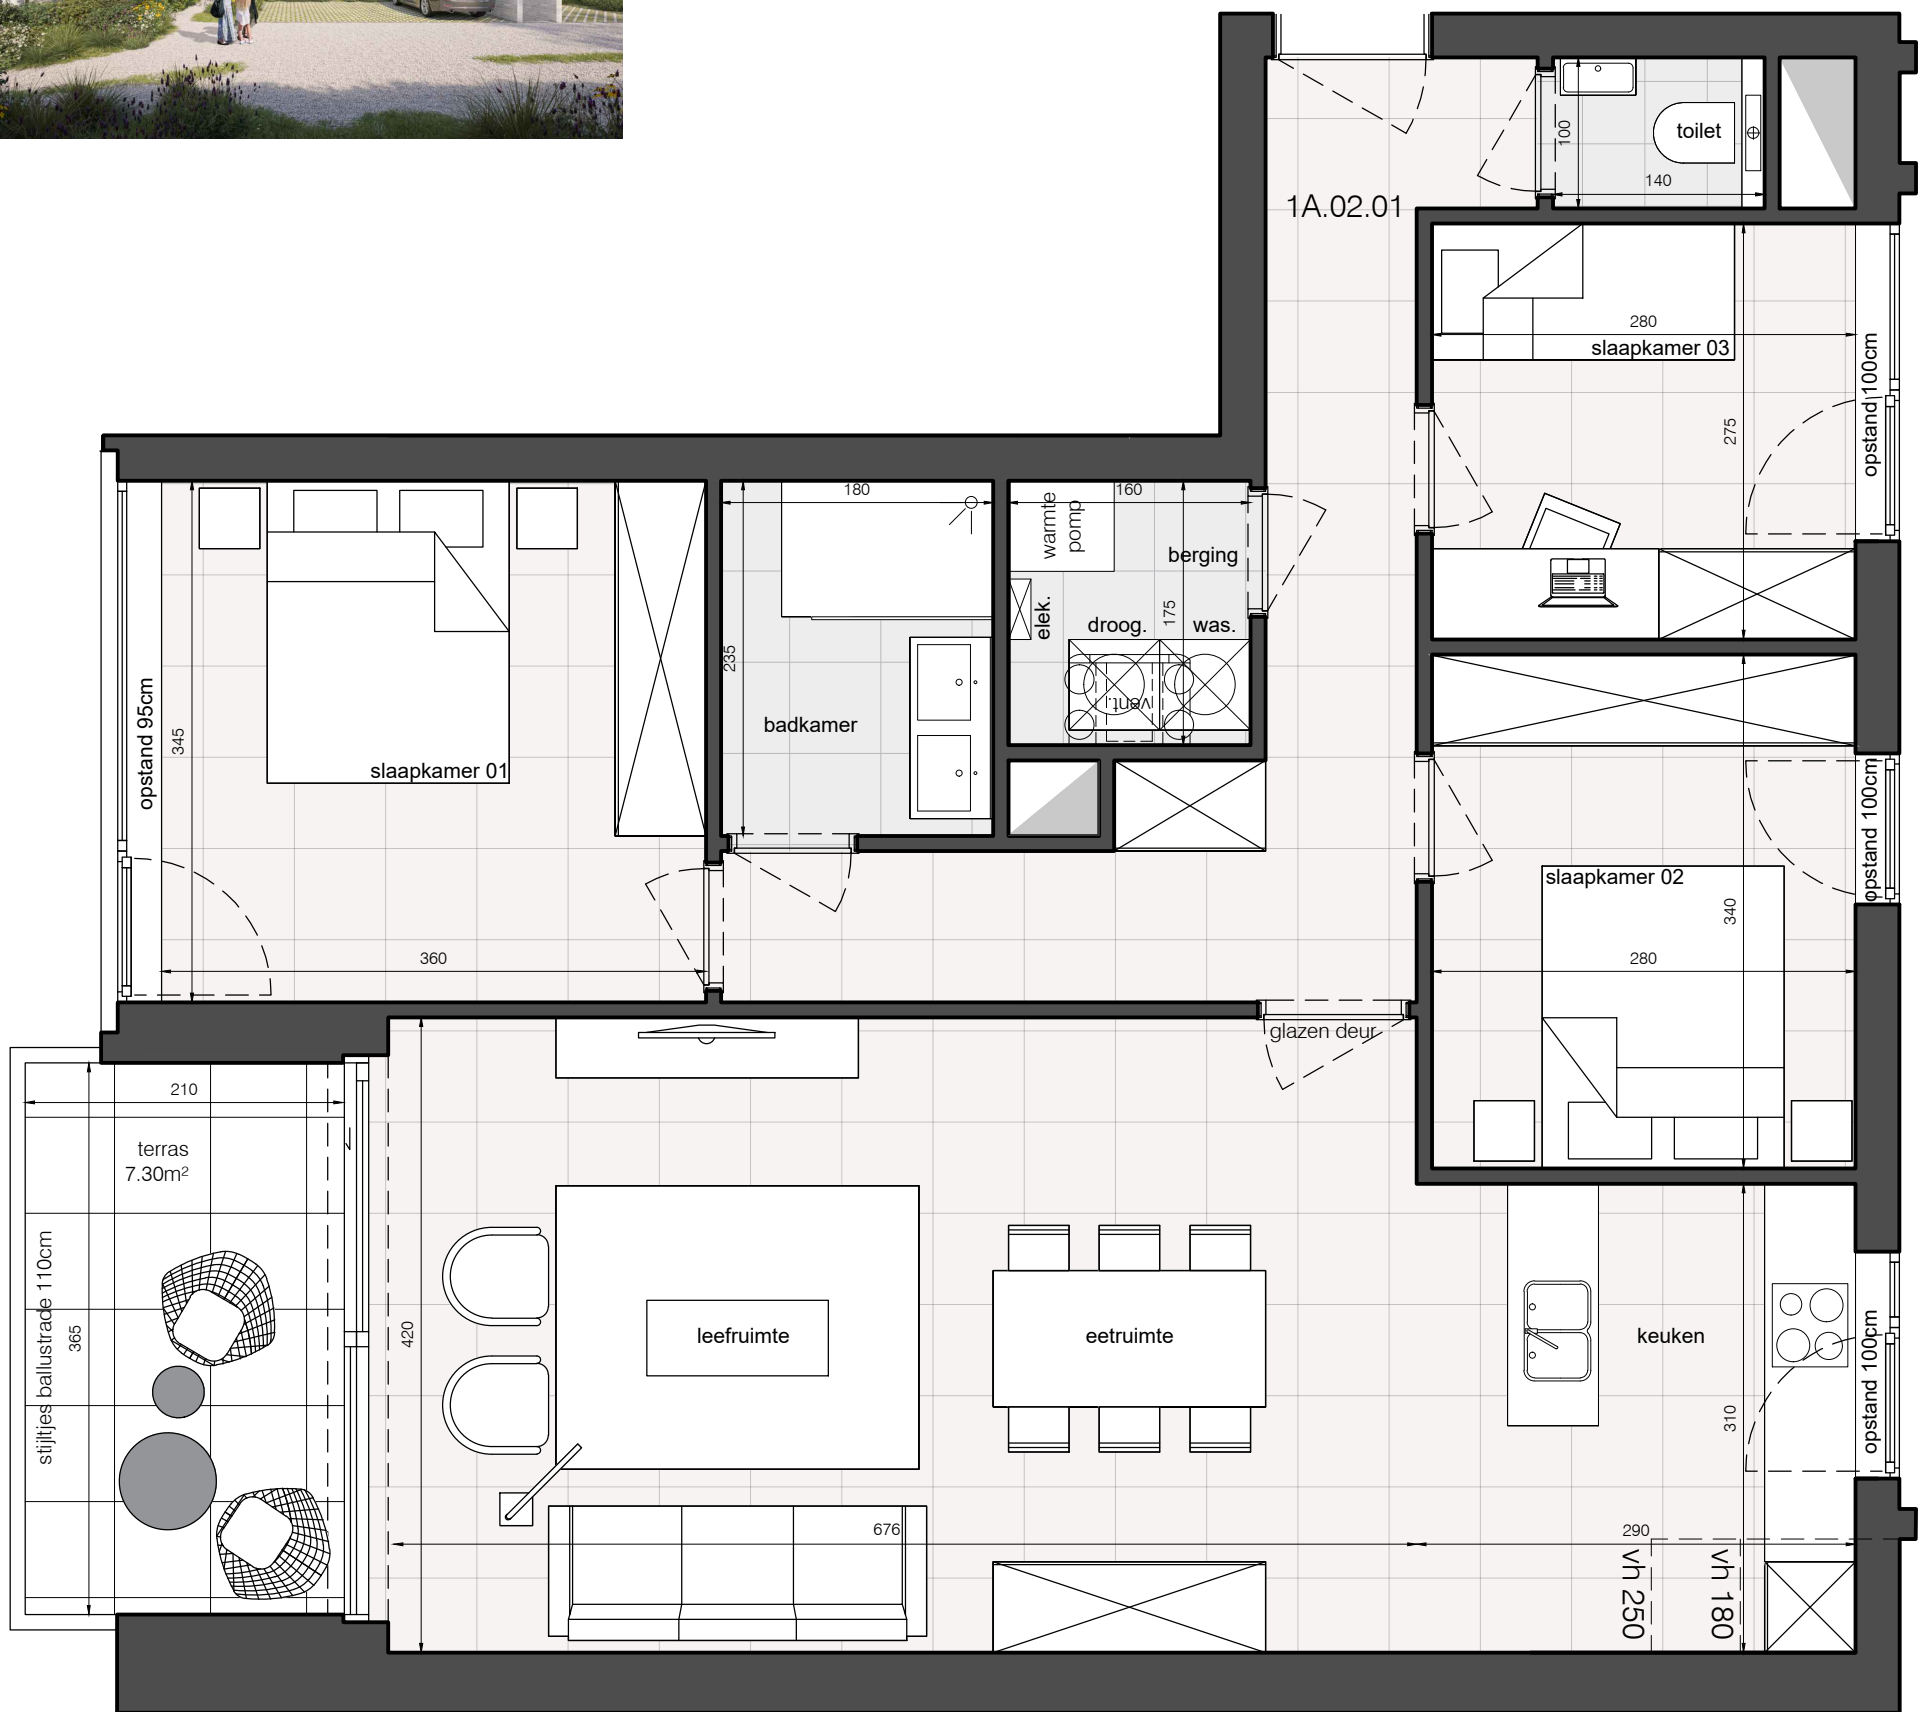 toilet
100
140
1A.02.01
280
slaapkamer 03
opstand 100cm
275
180
160
warmte
pomp
berging
elek.
175
droog.
was.
vent.
235
badkamer
opstand 95cm
345
slaapkamer 01
360
opstand 100cm
slaapkamer 02
340
280
glazen deur
210
terras
7.30m²
stijltjes ballustrade 110cm
365
420
leefruimte
eetruimte
keuken
opstand 100cm
310
676
290
vh 250
vh 180